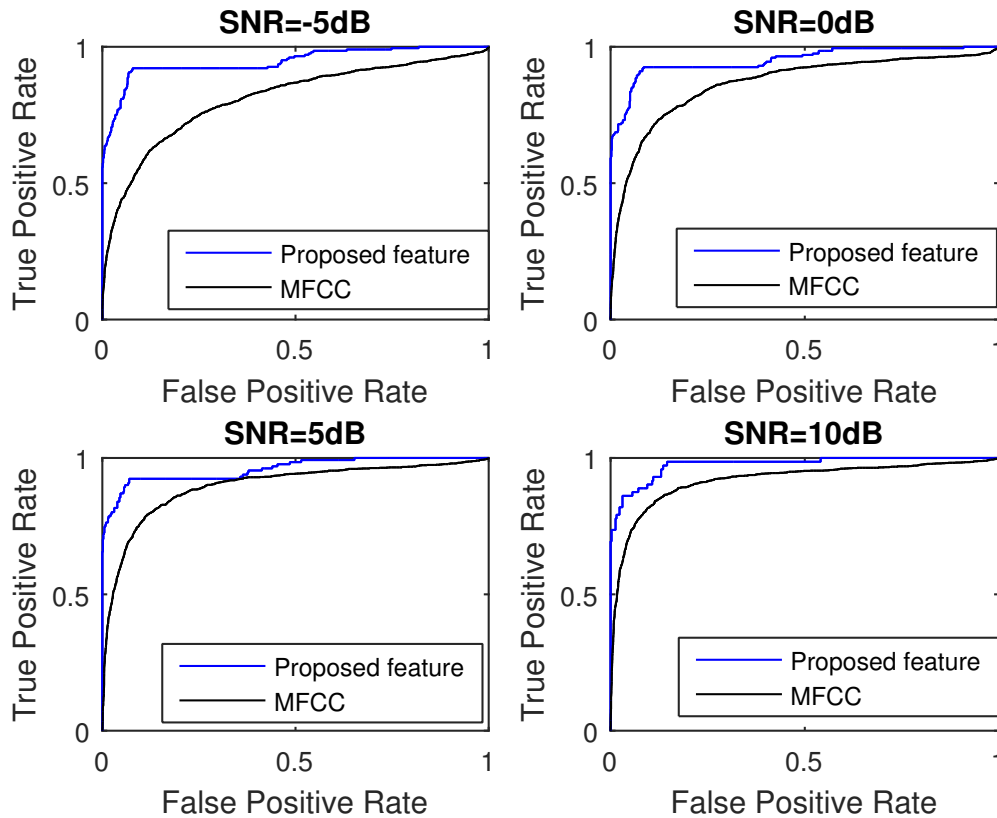 SNR=-5dB
True Positive Rate
1
0.5
0
Proposed feature
MFCC
0
0.5
1
False Positive Rate
SNR=0dB
True Positive Rate
1
0.5
0
Proposed feature
MFCC
0
0.5
1
False Positive Rate
SNR=5dB
True Positive Rate
1
0.5
0
Proposed feature
MFCC
0
0.5
1
False Positive Rate
SNR=10dB
True Positive Rate
1
0.5
0
Proposed feature
MFCC
0
0.5
1
False Positive Rate